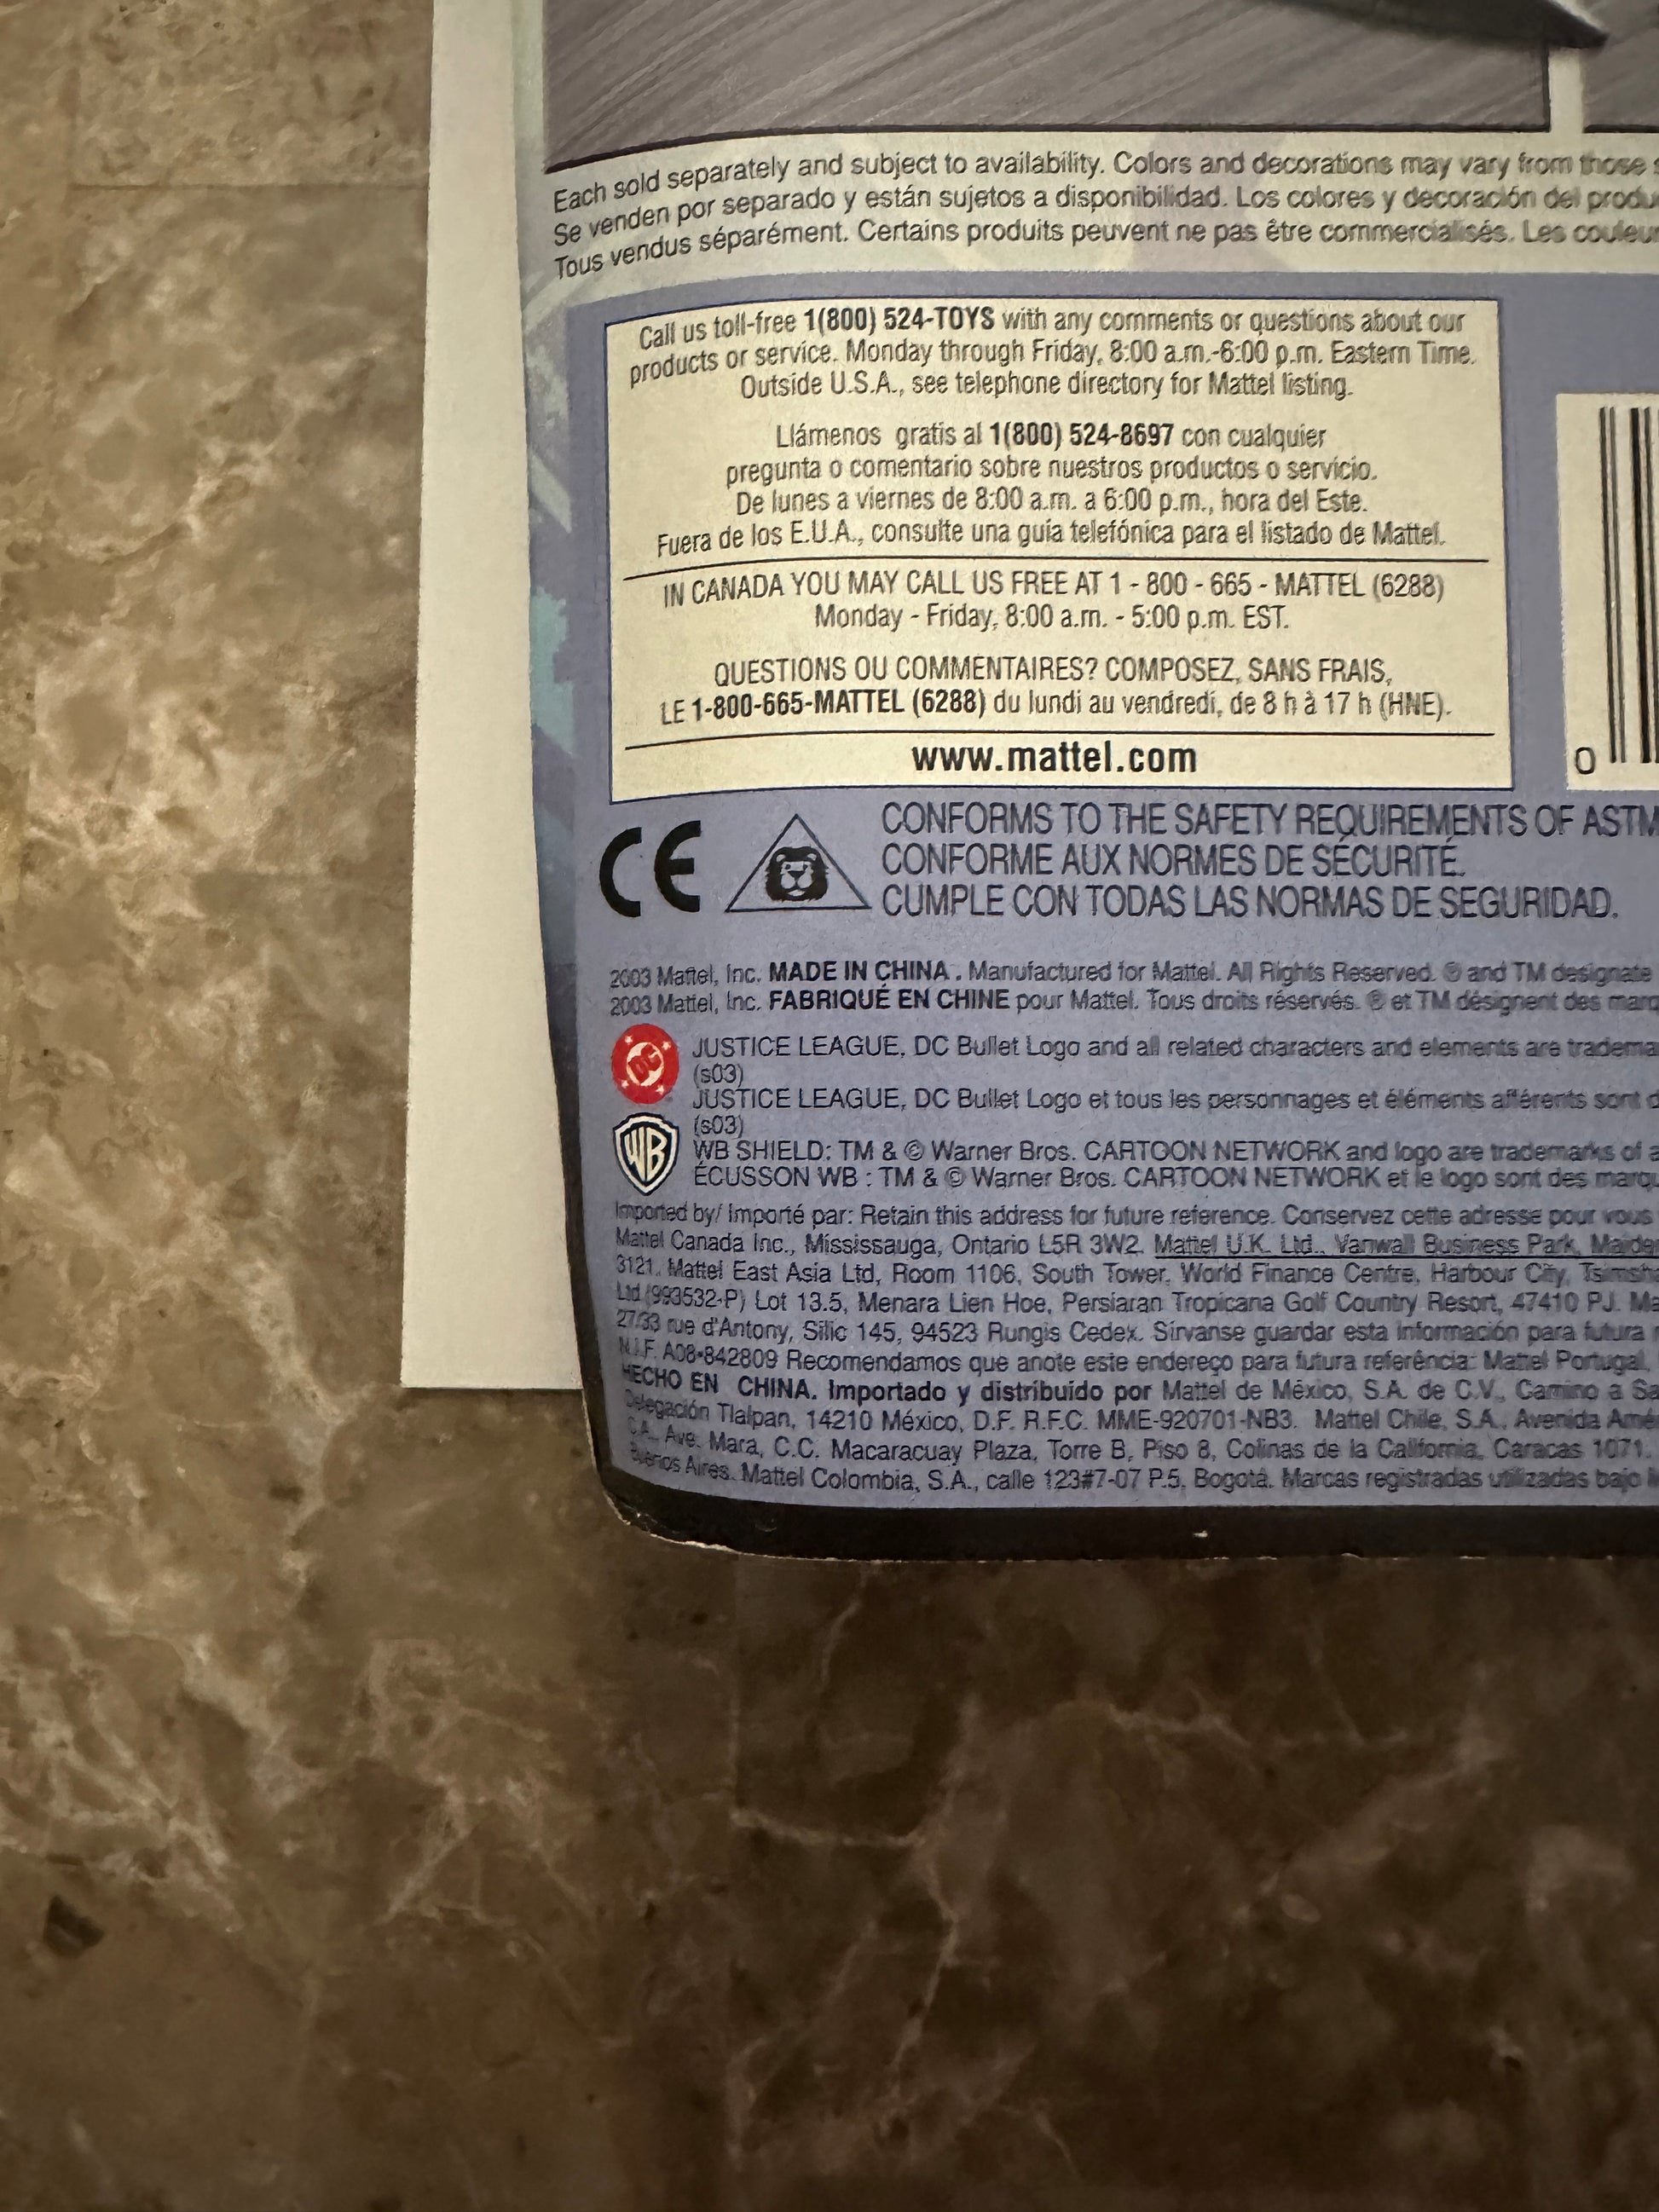 Each sold separately and subject to availability. Colors and decorations may vary from those
Se venden por separado y están sujetos a disponibilidad. Los colores y decoración del
Tous vendus séparément. Certains produits peuvent ne pas être commercialisés. Les
Call us toll-free 1(800) 524-TOYS with any comments or questions about our
products or service. Monday through Friday, 8:00 a.m.-6:00 p.m. Eastern Time.
Outside U.S.A., see telephone directory for Mattel listing.
Llámenos gratis al 1(800) 524-8697 con cualquier
pregunta o comentario sobre nuestros productos o servicio.
De lunes a viernes de 8:00 a.m. a 6:00 p.m., hora del Este.
Fuera de los E.U.A., consulte una guía telefónica para el listado de Mattel.
IN CANADA YOU MAY CALL US FREE AT 1 - 800 - 665 - MATTEL (6288)
Monday - Friday, 8:00 a.m. - 5:00 p.m. EST.
QUESTIONS OU COMMENTAIRES? COMPOSEZ, SANS FRAIS,
LE 1-800-665-MATTEL (6288) du lundi au vendredi, de 8 h à 17 h (HNE).
www.mattel.com
0
CE
CONFORMS TO THE SAFETY REQUIREMENTS OF ASTM
CONFORME AUX NORMES DE SÉCURITÉ.
CUMPLE CON TODAS LAS NORMAS DE SEGURIDAD.
2003 Mattel, Inc. MADE IN CHINA . Manufactured for Mattel. All Rights Reserved. ® and TM designate
2003 Mattel, Inc. FABRIQUÉ EN CHINE pour Mattel. Tous droits réservés. ® et TM désignent des
DC
JUSTICE LEAGUE, DC Bullet Logo and all related characters and elements are
(s03)
JUSTICE LEAGUE, DC Bullet Logo et tous les personnages et éléments afférents sont
(s03)
WB
WB SHIELD: TM & © Warner Bros. CARTOON NETWORK and logo are trademarks of
ÉCUSSON WB : TM & © Warner Bros. CARTOON NETWORK et le logo sont des
Imported by/ Importé par: Retain this address for future reference. Conservez cette adresse pour vous
Mattel Canada Inc., Mississauga, Ontario L5R 3W2. Mattel U.K. Ltd., Vanwall Business Park,
3121. Mattel East Asia Ltd, Room 1106, South Tower, World Finance Centre, Harbour City,
Ltd.(993532-P) Lot 13.5, Menara Lien Hoe, Persiaran Tropicana Golf Country Resort, 47410 PJ.
27/33 rue d'Antony, Silic 145, 94523 Rungis Cedex. Sírvanse guardar esta información para futura
N.I.F. A08-842809 Recomendamos que anote este endereço para futura referência: Mattel Portugal,
HECHO EN CHINA. Importado y distribuido por Mattel de México, S.A. de C.V., Camino a
Delegación Tlalpan, 14210 México, D.F. R.F.C. MME-920701-NB3. Mattel Chile, S.A., Avenida
C.A., Ave. Mara, C.C. Macaracuay Plaza, Torre B, Piso 8, Colinas de la California, Caracas 1071.
Buenos Aires. Mattel Colombia, S.A., calle 123#7-07 P.5, Bogotá. Marcas registradas utilizadas bajo